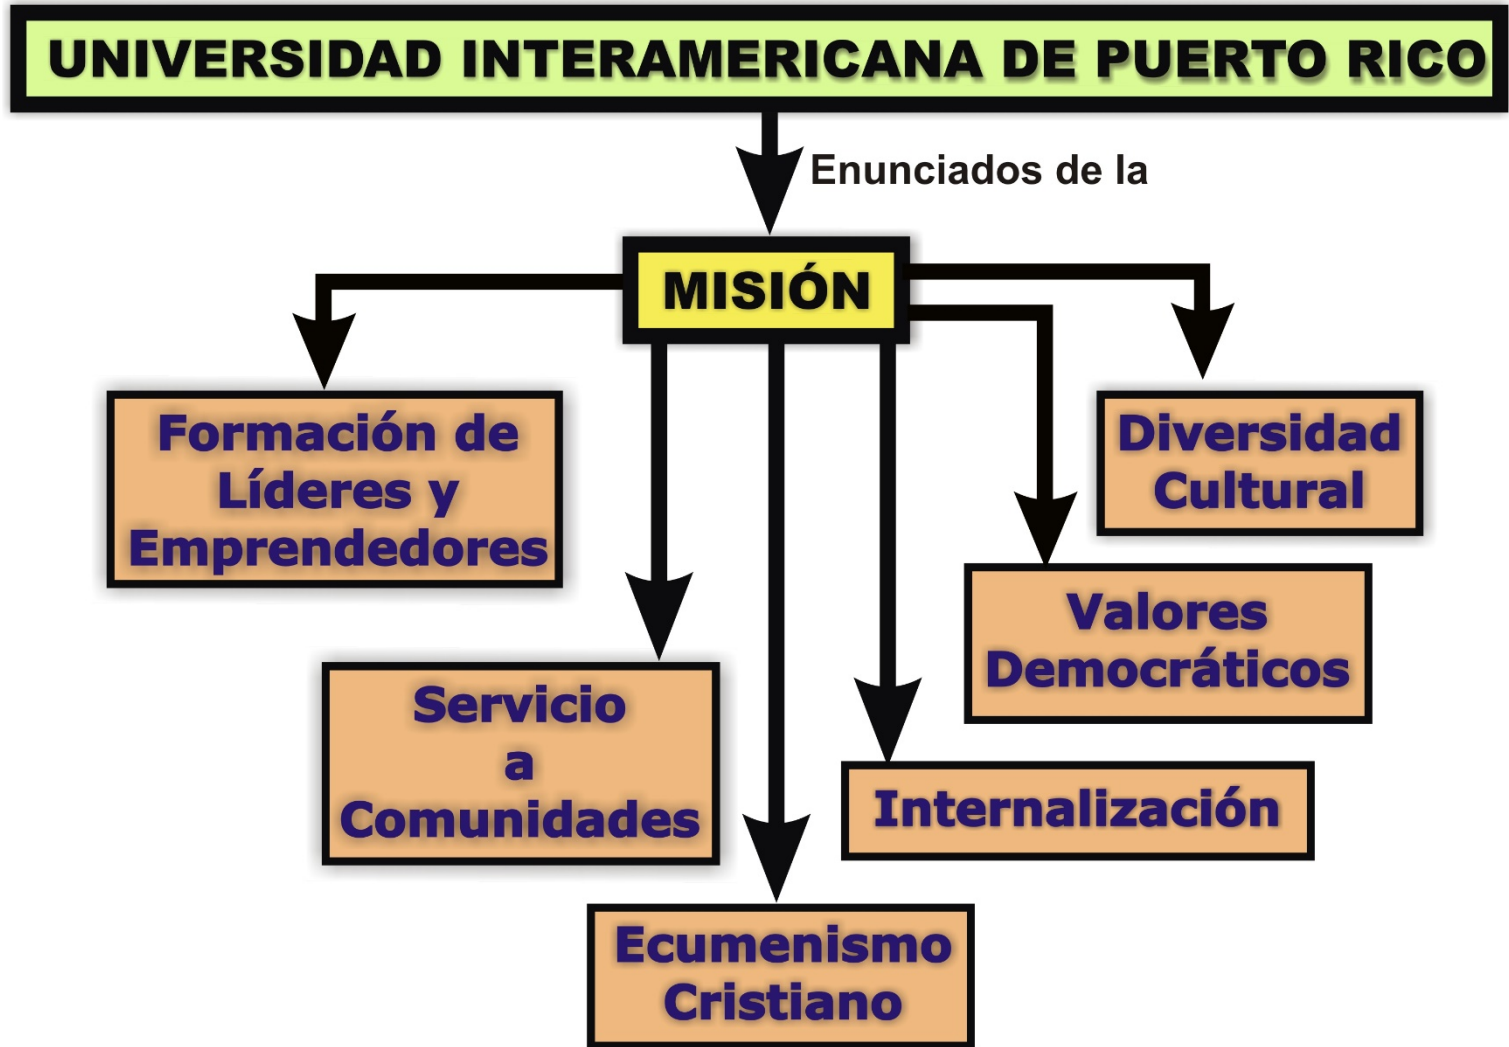 UNIVERSIDAD INTERAMERICANA DE PUERTO RICO
Enunciados de la
MISIÓN
Formación de
Líderes y
Emprendedores
Diversidad
Cultural
Valores
Democráticos
Servicio
a
Comunidades
Internalización
Ecumenismo
Cristiano